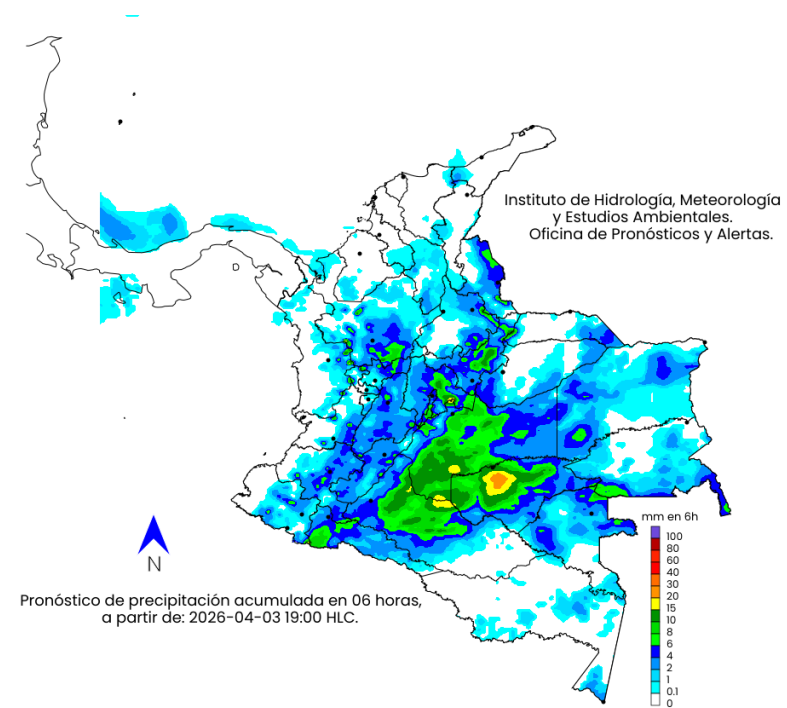 Instituto de Hidrología, Meteorología
y Estudios Ambientales.
Oficina de Pronósticos y Alertas.
mm en 6h
100
80
60
40
30
20
15
10
8
6
4
2
1
0.1
0
N
Pronóstico de precipitación acumulada en 06 horas,
a partir de: 2026-04-03 19:00 HLC.